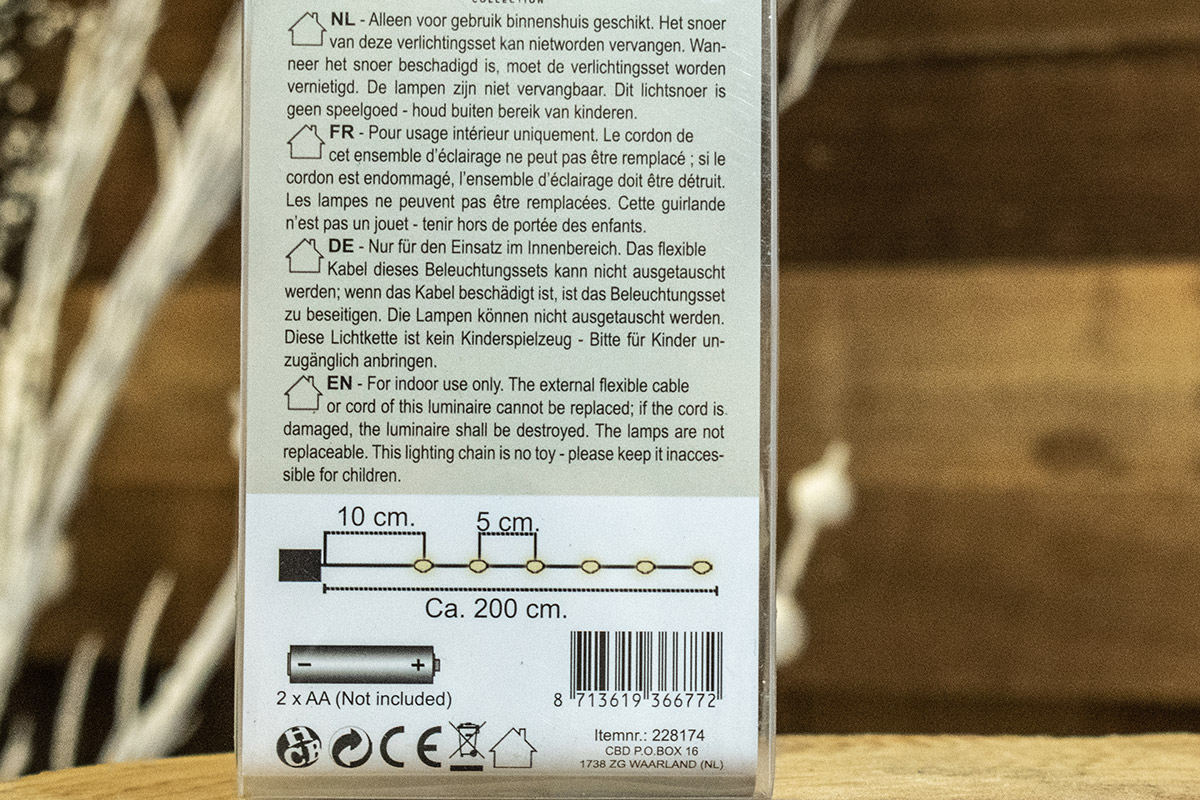 COLLECTION
NL - Alleen voor gebruik binnenshuis geschikt. Het snoer
van deze verlichtingsset kan nietworden vervangen. Wan-
neer het snoer beschadigd is, moet de verlichtingsset worden
vernietigd. De lampen zijn niet vervangbaar. Dit lichtsnoer is
geen speelgoed - houd buiten bereik van kinderen.
FR - Pour usage intérieur uniquement. Le cordon de
cet ensemble d’éclairage ne peut pas être remplacé ; si le
cordon est endommagé, l’ensemble d’éclairage doit être détruit.
Les lampes ne peuvent pas être remplacées. Cette guirlande
n’est pas un jouet - tenir hors de portée des enfants.
DE - Nur für den Einsatz im Innenbereich. Das flexible
Kabel dieses Beleuchtungssets kann nicht ausgetauscht
werden; wenn das Kabel beschädigt ist, ist das Beleuchtungsset
zu beseitigen. Die Lampen können nicht ausgetauscht werden.
Diese Lichtkette ist kein Kinderspielzeug - Bitte für Kinder un-
zugänglich anbringen.
EN - For indoor use only. The external flexible cable
or cord of this luminaire cannot be replaced; if the cord is
damaged, the luminaire shall be destroyed. The lamps are not
replaceable. This lighting chain is no toy - please keep it inacces-
sible for children.
10 cm. 5 cm.
Ca. 200 cm.
- +
2 x AA (Not included)
8 713619 366772
CE
Itemnr.: 228174
CBD P.O.BOX 16
1738 ZG WAARLAND (NL)